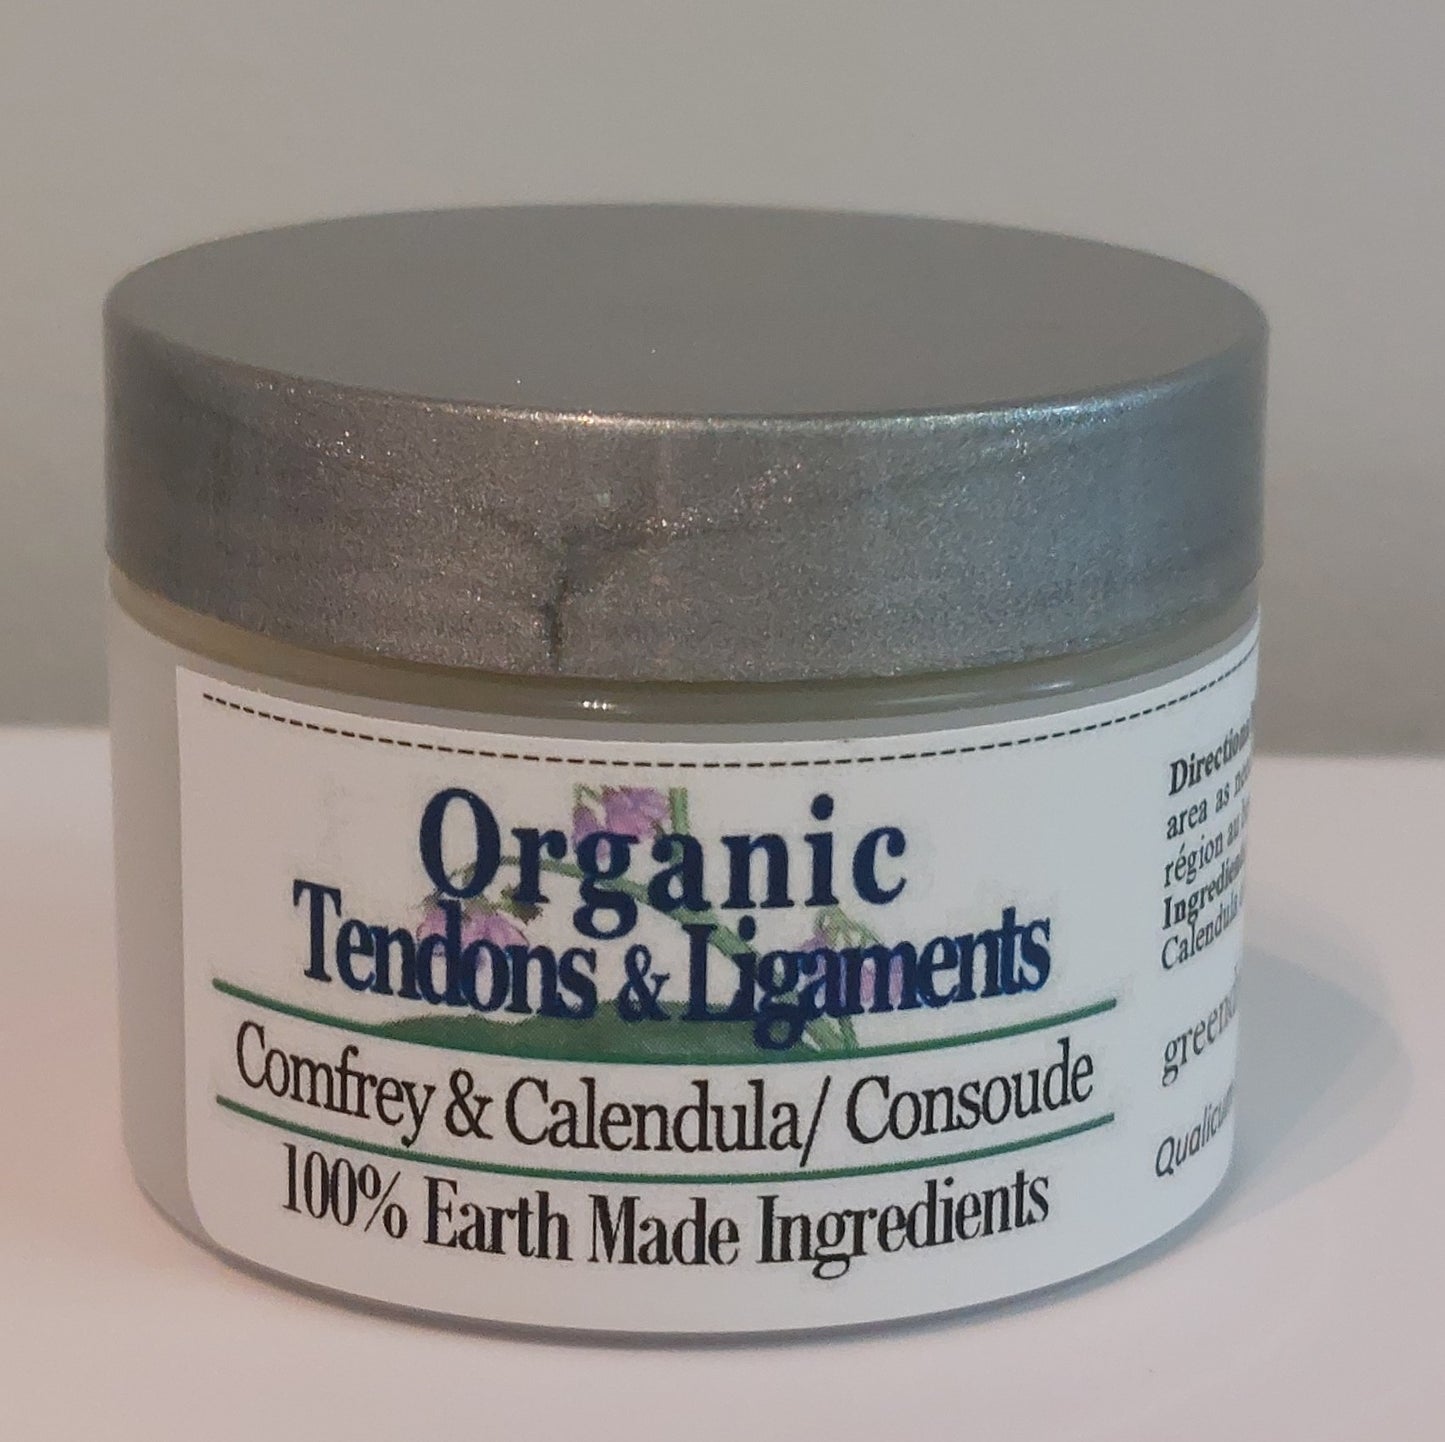 Organic
Tendons & Ligaments
Comfrey & Calendula/ Consoude
100% Earth Made Ingredients
area as
région au
Calendula